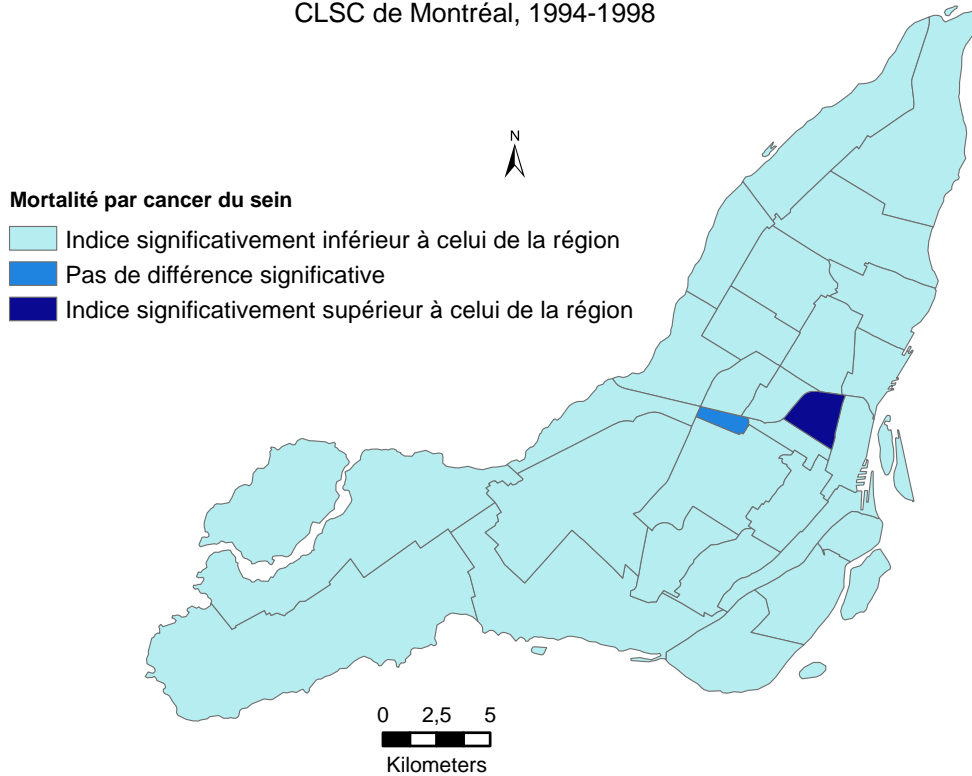 CLSC de Montréal, 1994-1998
N
Mortalité par cancer du sein
Indice significativement inférieur à celui de la région
Pas de différence significative
Indice significativement supérieur à celui de la région
0 2,5 5
Kilometers